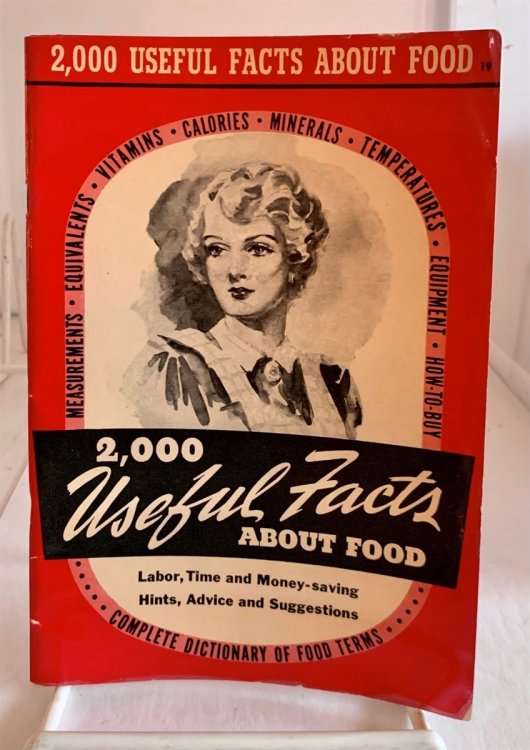 2,000 USEFUL FACTS ABOUT FOOD 19
MEASUREMENTS • EQUIVALENTS • VITAMINS • CALORIES • MINERALS • TEMPERATURES • EQUIPMENT • HOW-TO-BUY
2,000
Useful Facts
ABOUT FOOD
Labor, Time and Money-saving
Hints, Advice and Suggestions
COMPLETE DICTIONARY OF FOOD TERMS